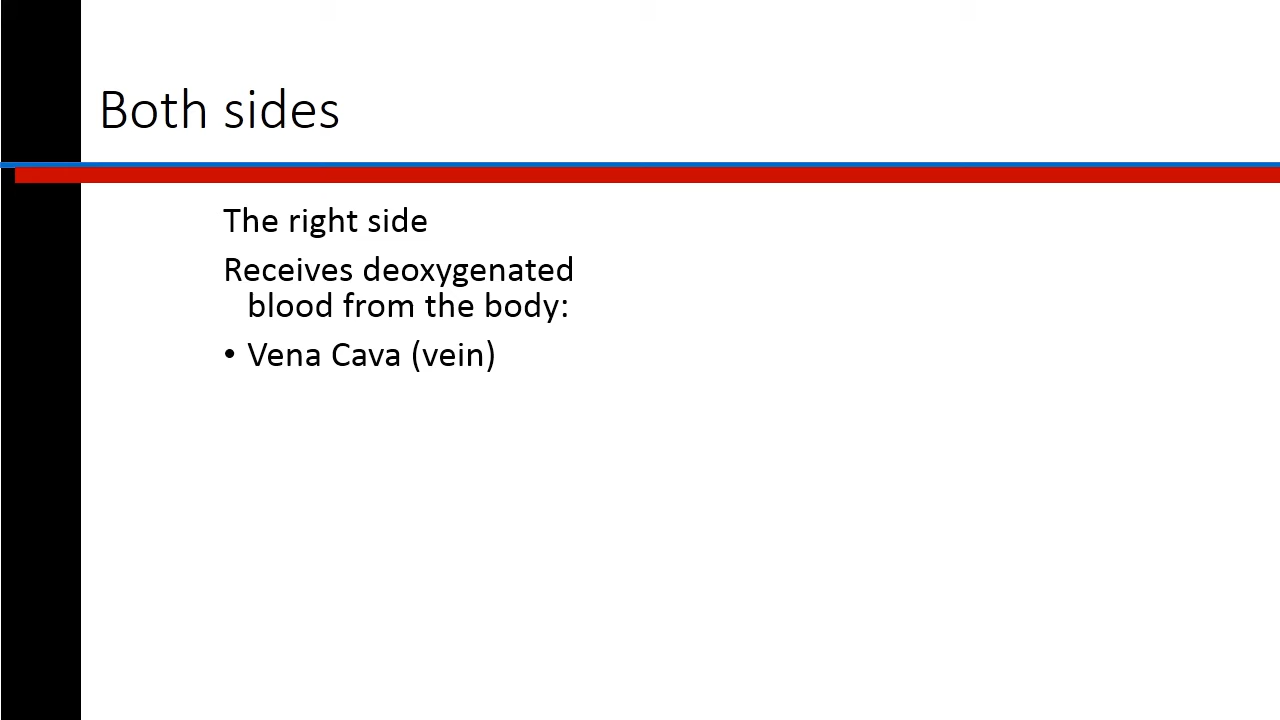 Both sides
The right side
Receives deoxygenated
blood from the body:
• Vena Cava (vein)